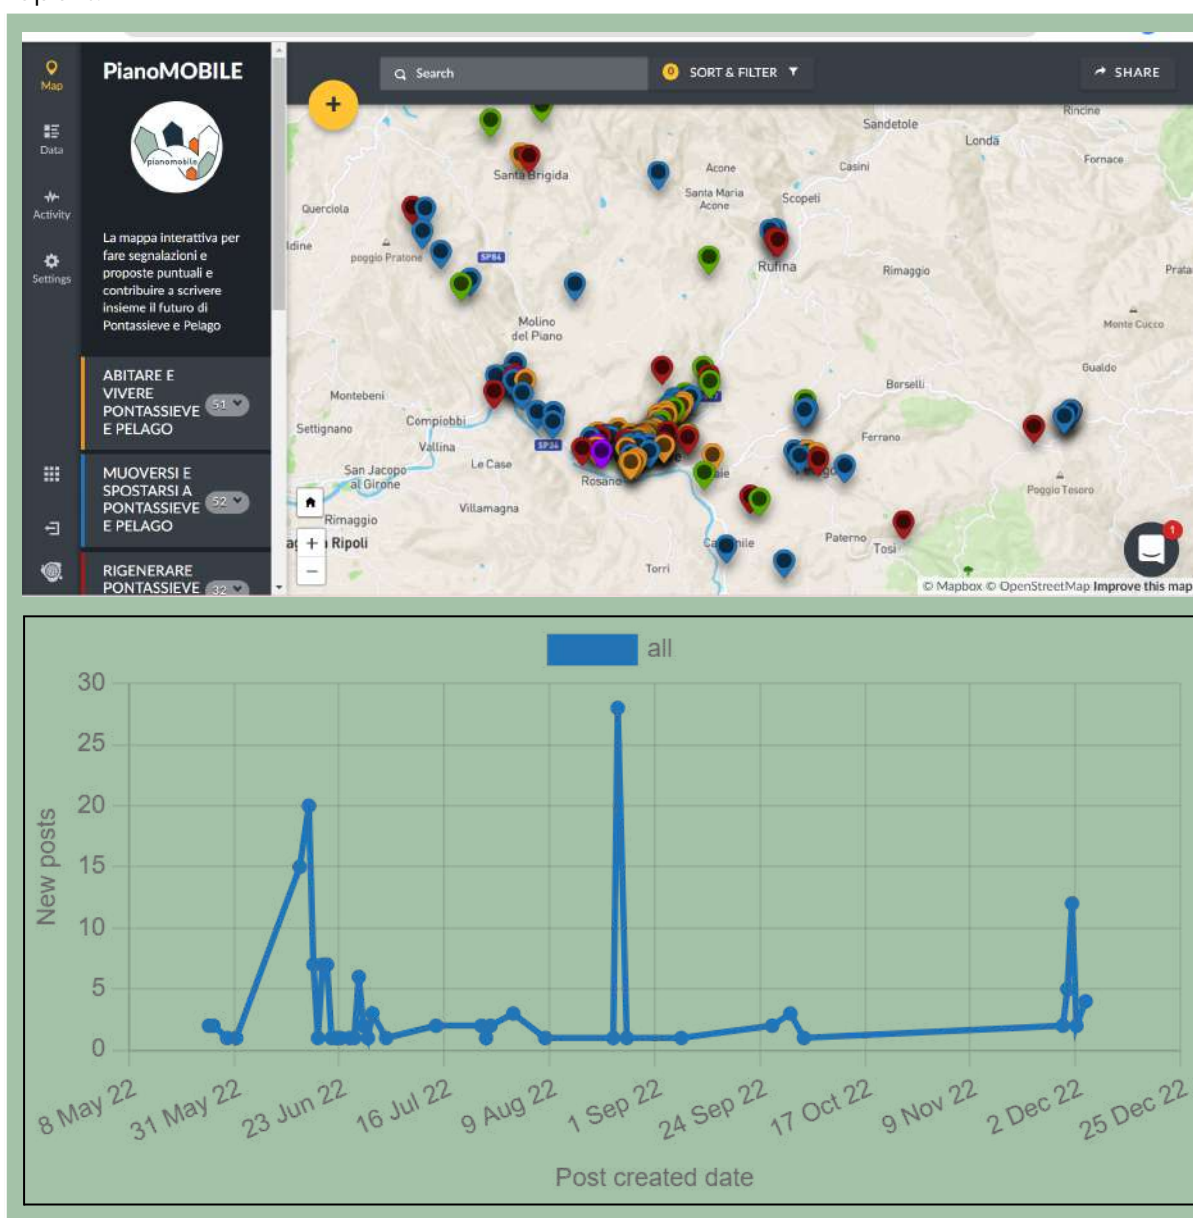 Map
PianoMOBILE
Search
0 SORT & FILTER
SHARE
+
Data
pianomobile
Activity
Settings
La mappa interattiva per
fare segnalazioni e
proposte puntuali e
contribuire a scrivere
insieme il futuro di
Pontassieve e Pelago
ABITARE E
VIVERE
PONTASSIEVE 51
E PELAGO
MUOVERSI E
SPOSTARSI A
PONTASSIEVE 52
E PELAGO
RIGENERARE
PONTASSIEVE 32
Rincine
Sandetole
Londa
Fornace
Acone
Casini
Santa Brigida
Santa Maria
Acone
Scopeti
Querciola
poggio Pratone
SP84
Rufina
Rimaggio
Prata
Monte Cucco
Molino
del Piano
Gualdo
Borselli
Montebeni
Compiobbi
Settignano
Vallina
SP34
Ferrano
San Jacopo
al Girone
Le Case
Rosano
Poggio Tesoro
Villamagna
Rimaggio
Ripoli
Paterno
Tosi
Torri
+
−
1
© Mapbox © OpenStreetMap Improve this map
all
30
25
20
15
10
5
0
New posts
8 May 22
31 May 22
23 Jun 22
16 Jul 22
9 Aug 22
1 Sep 22
24 Sep 22
17 Oct 22
9 Nov 22
2 Dec 22
25 Dec 22
Post created date